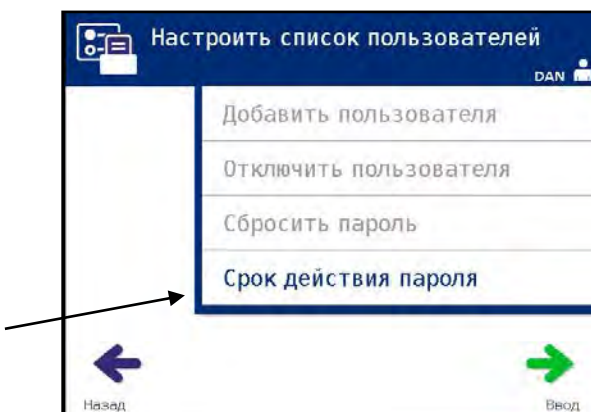 Настроить список пользователей
DAN
Добавить пользователя
Отключить пользователя
Сбросить пароль
Срок действия пароля
Назад
Ввод